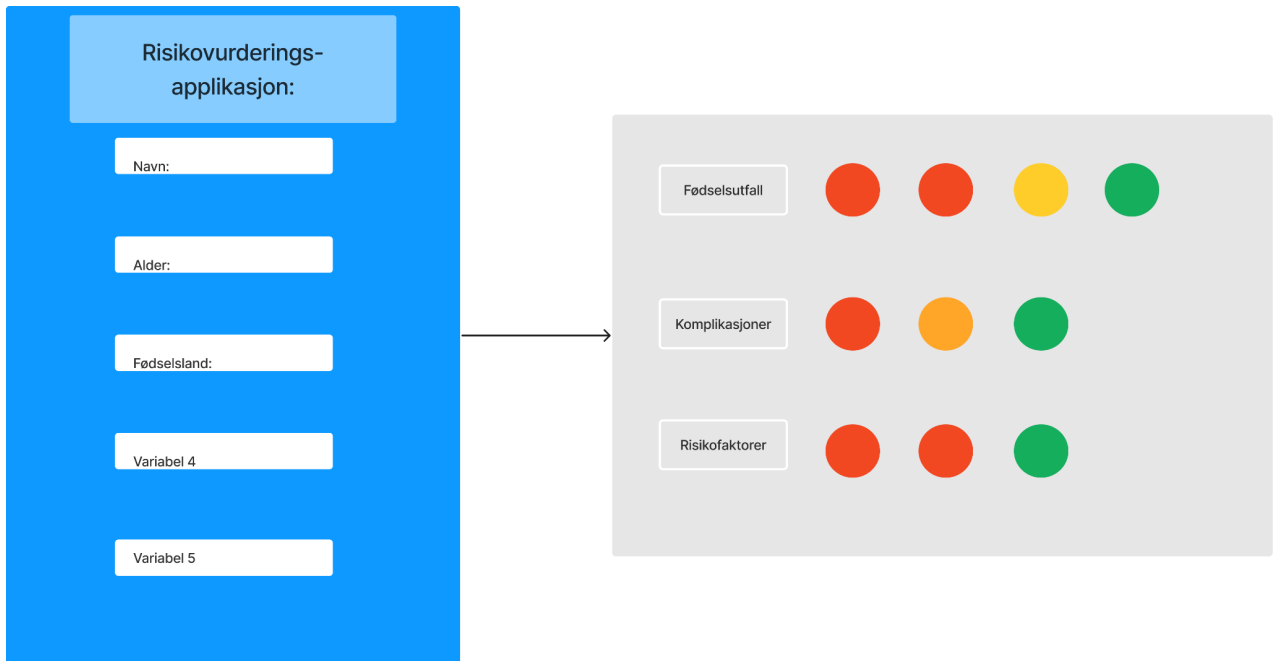 Risikovurderings-
applikasjon:
Navn:
Alder:
Fødselsland:
Variabel 4
Variabel 5
Fødselsutfall
Komplikasjoner
Risikofaktorer